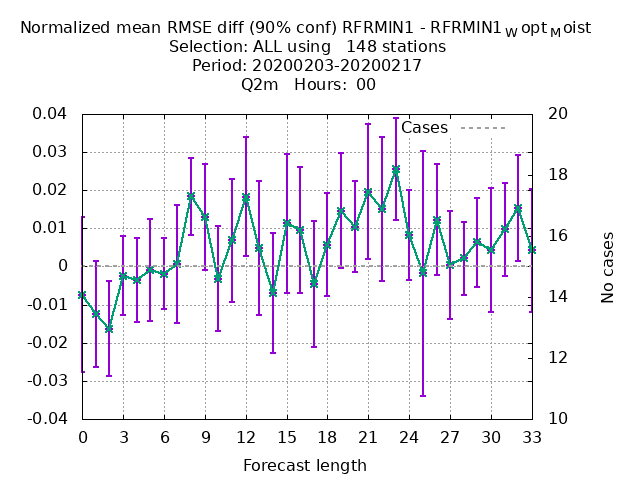 Normalized mean RMSE diff (90% conf) RFRMIN1 - RFRMIN1WoptMoist
Selection: ALL using 148 stations
Period: 20200203-20200217
Q2m Hours: 00
Cases
0.04
0.03
0.02
0.01
0
-0.01
-0.02
-0.03
-0.04
20
18
16
14
12
10
No cases
0 3 6 9 12 15 18 21 24 27 30 33
Forecast length